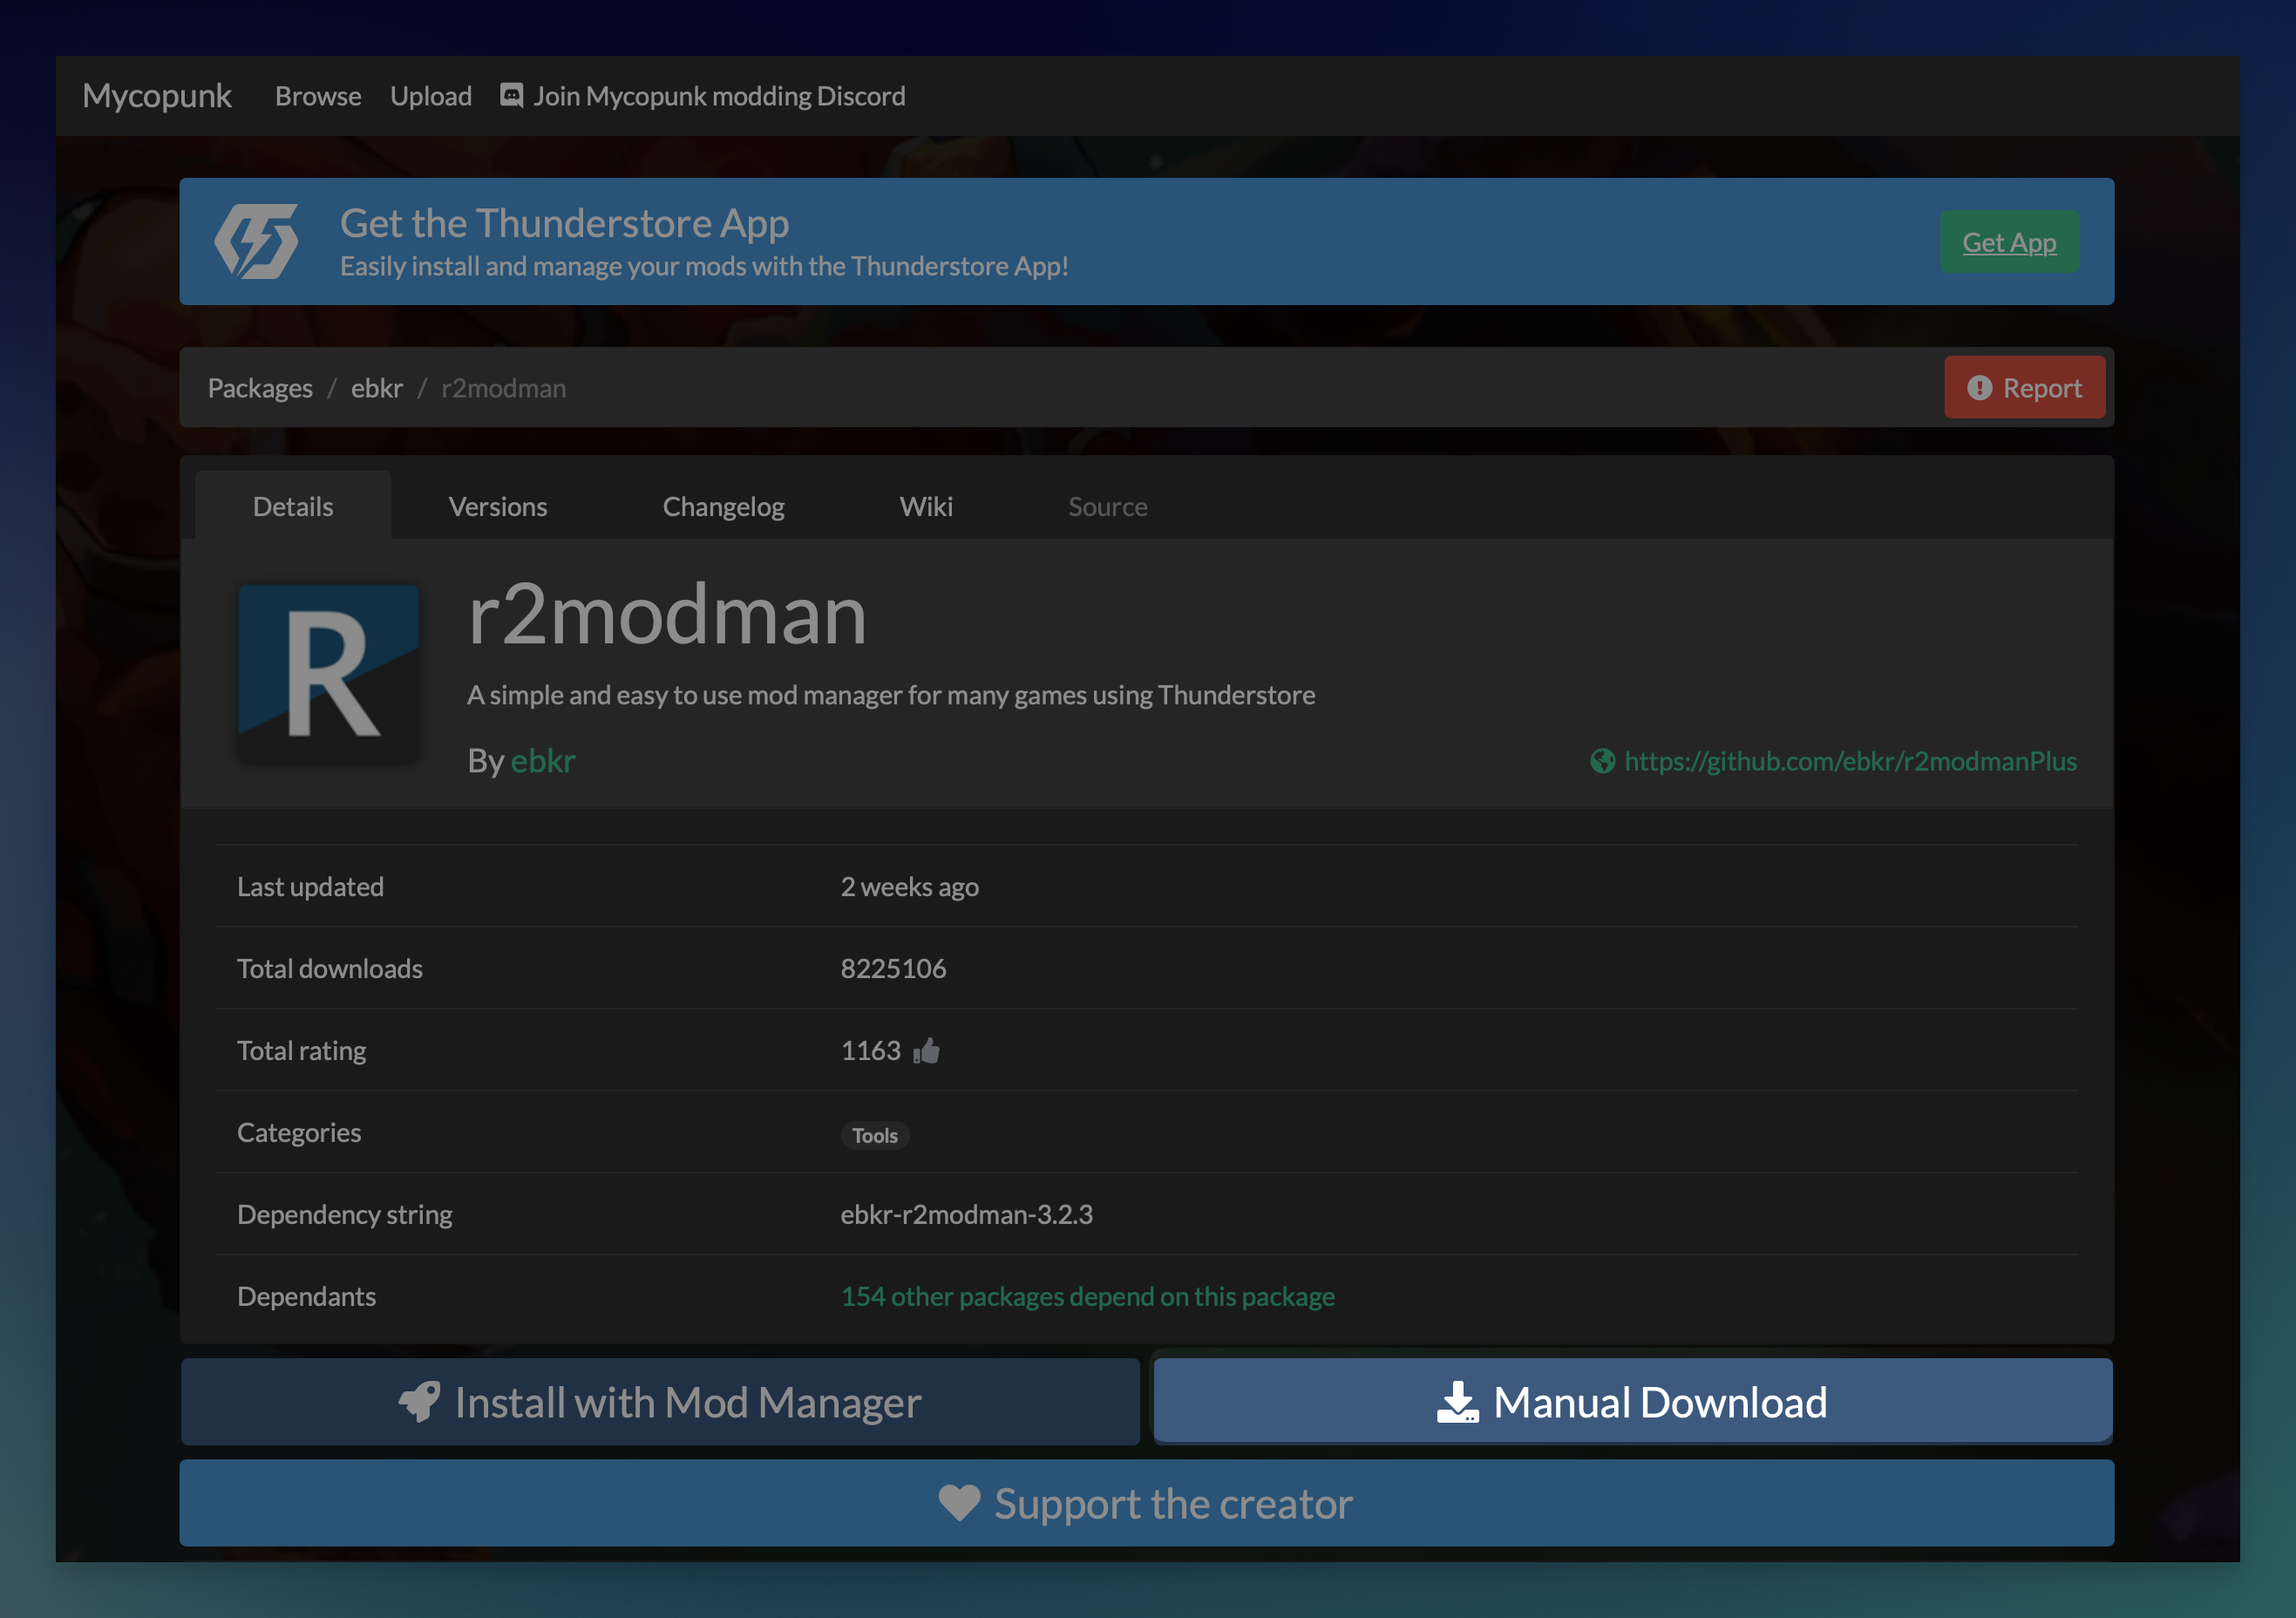 Mycopunk Browse Upload Join Mycopunk modding Discord
Get the Thunderstore App
Easily install and manage your mods with the Thunderstore App!
Get App
Packages / ebkr / r2modman
Report
Details Versions Changelog Wiki Source
R
r2modman
A simple and easy to use mod manager for many games using Thunderstore
By ebkr
https://github.com/ebkr/r2modmanPlus
Last updated 2 weeks ago
Total downloads 8225106
Total rating 1163
Categories Tools
Dependency string ebkr-r2modman-3.2.3
Dependants 154 other packages depend on this package
Install with Mod Manager
Manual Download
Support the creator